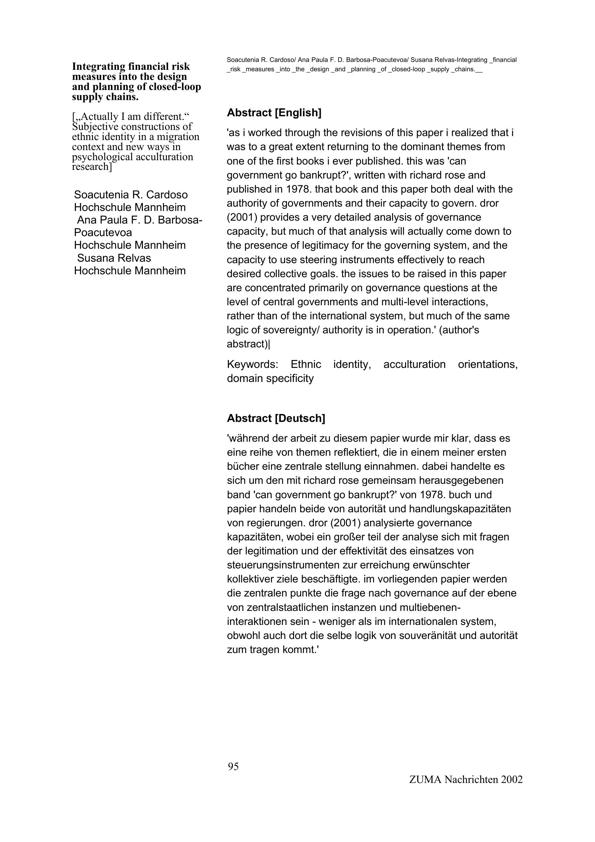 Soacutenia R. Cardoso/ Ana Paula F. D. Barbosa-Poacutevoa/ Susana Relvas-Integrating _financial
_risk _measures _into _the _design _and _planning _of _closed-loop _supply _chains.__
Integrating financial risk
measures into the design
and planning of closed-loop
supply chains.
[„Actually I am different.“
Subjective constructions of
ethnic identity in a migration
context and new ways in
psychological acculturation
research]
Soacutenia R. Cardoso
Hochschule Mannheim
Ana Paula F. D. Barbosa-
Poacutevoa
Hochschule Mannheim
Susana Relvas
Hochschule Mannheim
Abstract [English]
'as i worked through the revisions of this paper i realized that i
was to a great extent returning to the dominant themes from
one of the first books i ever published. this was 'can
government go bankrupt?', written with richard rose and
published in 1978. that book and this paper both deal with the
authority of governments and their capacity to govern. dror
(2001) provides a very detailed analysis of governance
capacity, but much of that analysis will actually come down to
the presence of legitimacy for the governing system, and the
capacity to use steering instruments effectively to reach
desired collective goals. the issues to be raised in this paper
are concentrated primarily on governance questions at the
level of central governments and multi-level interactions,
rather than of the international system, but much of the same
logic of sovereignty/ authority is in operation.' (author's
abstract)|
Keywords: Ethnic identity, acculturation orientations,
domain specificity
Abstract [Deutsch]
'während der arbeit zu diesem papier wurde mir klar, dass es
eine reihe von themen reflektiert, die in einem meiner ersten
bücher eine zentrale stellung einnahmen. dabei handelte es
sich um den mit richard rose gemeinsam herausgegebenen
band 'can government go bankrupt?' von 1978. buch und
papier handeln beide von autorität und handlungskapazitäten
von regierungen. dror (2001) analysierte governance
kapazitäten, wobei ein großer teil der analyse sich mit fragen
der legitimation und der effektivität des einsatzes von
steuerungsinstrumenten zur erreichung erwünschter
kollektiver ziele beschäftigte. im vorliegenden papier werden
die zentralen punkte die frage nach governance auf der ebene
von zentralstaatlichen instanzen und multiebenen-
interaktionen sein - weniger als im internationalen system,
obwohl auch dort die selbe logik von souveränität und autorität
zum tragen kommt.'
95
ZUMA Nachrichten 2002